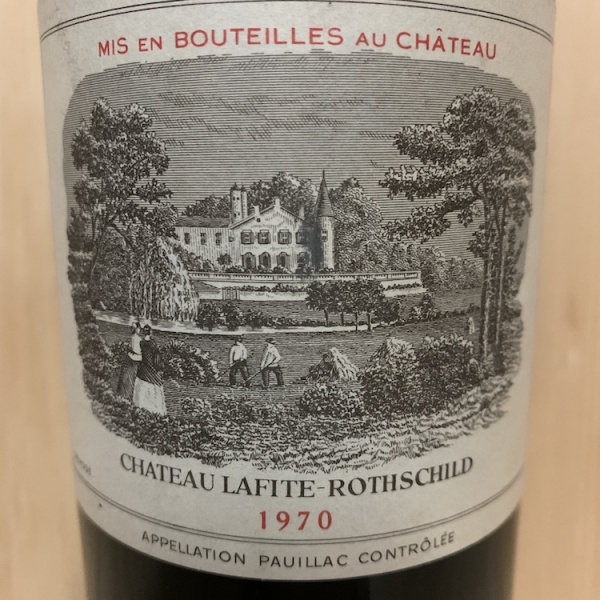 MIS EN BOUTEILLES AU CHÂTEAU
CHATEAU LAFITE-ROTHSCHILD
1970
APPELLATION PAUILLAC CONTRÔLÉE